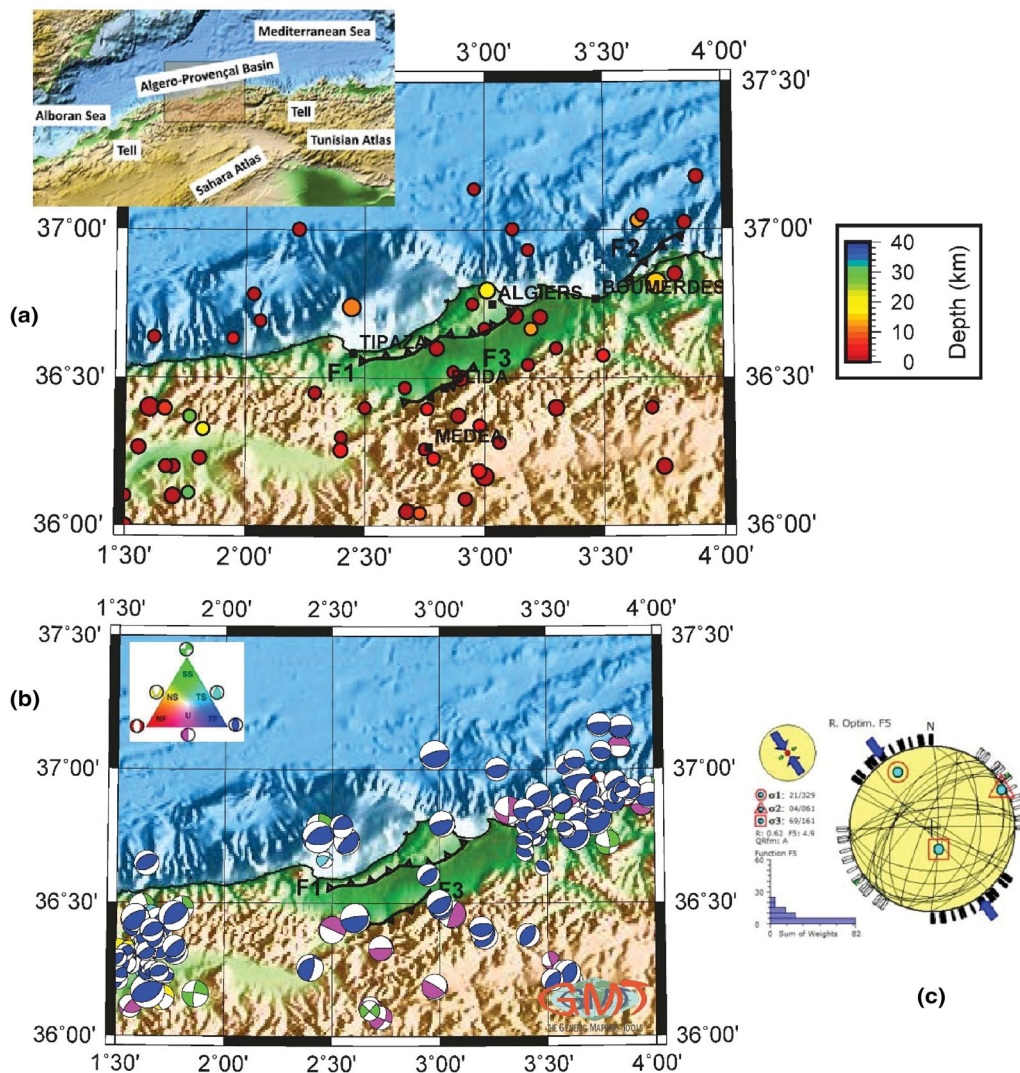 (a)
Mediterranean Sea
Algero-Provençal Basin
Alboran Sea
Tell
Tell
Tunisian Atlas
Sahara Atlas
3°00'
3°30'
4°00'
37°30'
37°00'
36°30'
36°00'
1°30'
2°00'
2°30'
3°00'
3°30'
4°00'
F2
ALGIERS
BOUMERDES
TIPAZA
F1
F3
BLIDA
MEDEA
40
30
20
10
0
Depth (km)
(b)
1°30'
2°00'
2°30'
3°00'
3°30'
4°00'
37°30'
37°00'
36°30'
36°00'
37°30'
37°00'
36°30'
36°00'
1°30'
2°00'
2°30'
3°00'
3°30'
4°00'
SS
NS
TS
NF
U
TF
F1
F3
GMT
THE GENERIC MAPPING TOOLS
R. Optim. F5
N
σ1: 21/329
σ2: 04/061
σ3: 69/161
R: 0.62 F5: 4.9
QRfm: A
Function F5
60
30
0
0 Sum of Weights 82
(c)